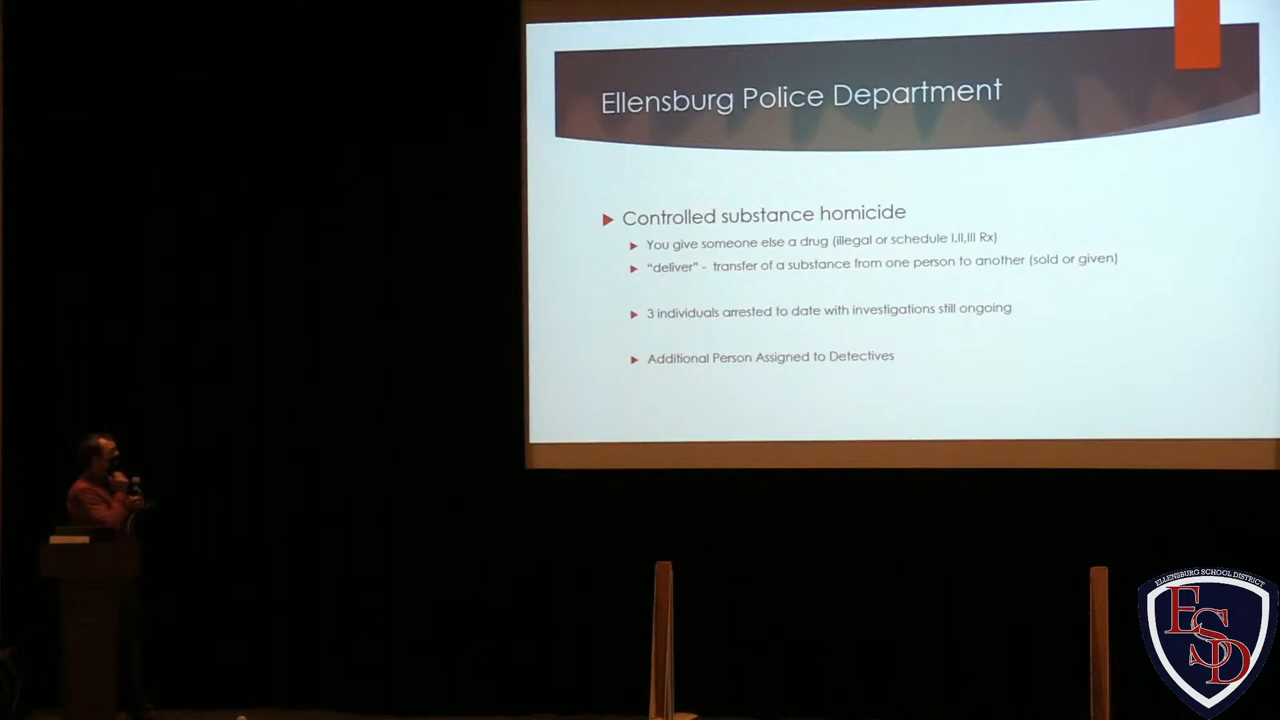 Ellensburg Police Department
Controlled substance homicide
You give someone else a drug (illegal or schedule I,II,III Rx)
“deliver” - transfer of a substance from one person to another (sold or given)
3 individuals arrested to date with investigations still ongoing
Additional Person Assigned to Detectives
ELLENSBURG SCHOOL DISTRICT
ESD